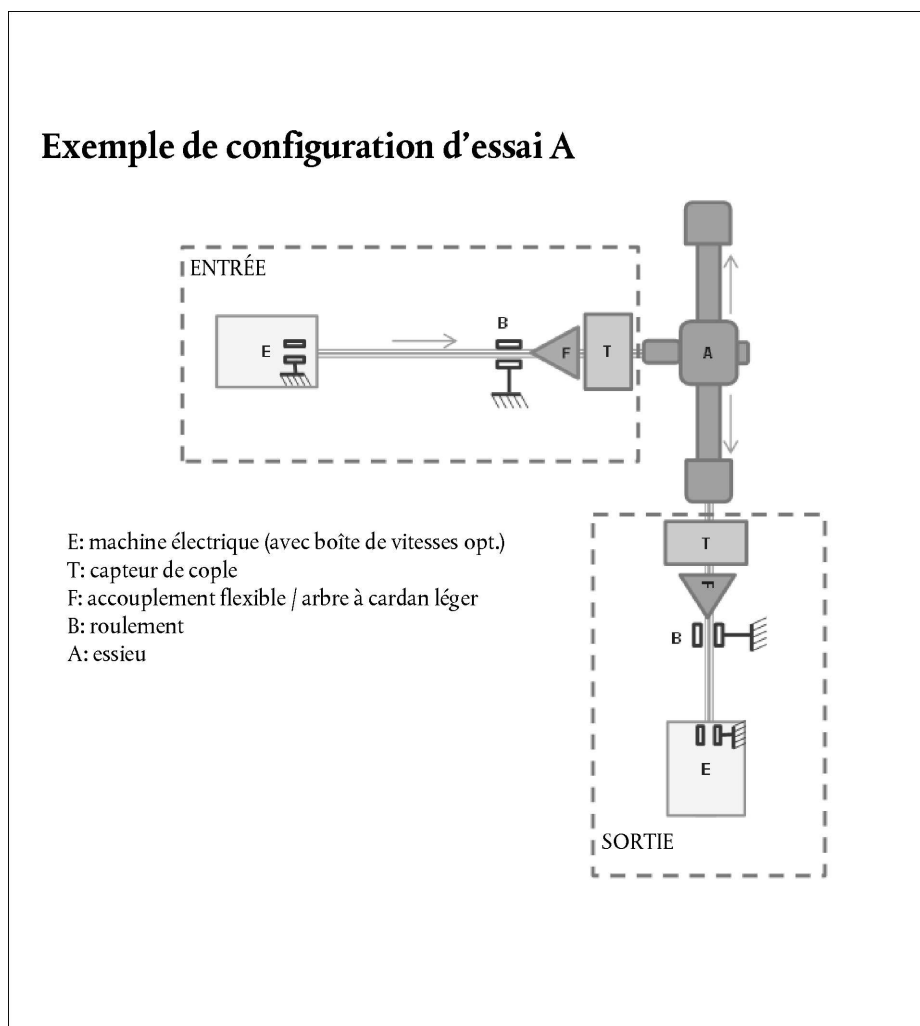 Exemple de configuration d'essai A
ENTRÉE
E
B
F
T
A
E: machine électrique (avec boîte de vitesses opt.)
T: capteur de cople
F: accouplement flexible / arbre à cardan léger
B: roulement
A: essieu
T
F
B
E
SORTIE